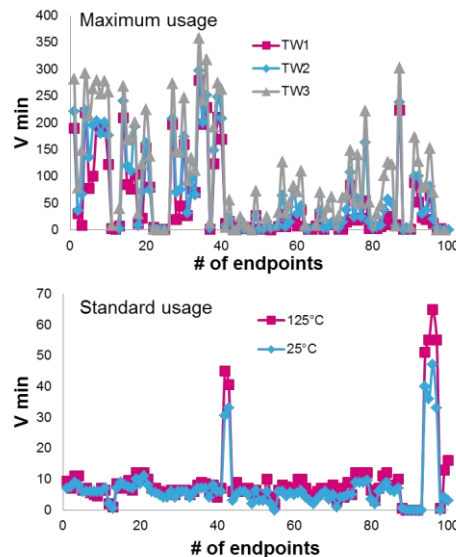 Maximum usage
400
350
300
250
200
150
100
50
0
V min
TW1
TW2
TW3
0 20 40 60 80 100
# of endpoints
Standard usage
70
60
50
40
30
20
10
0
V min
125°C
25°C
0 20 40 60 80 100
# of endpoints